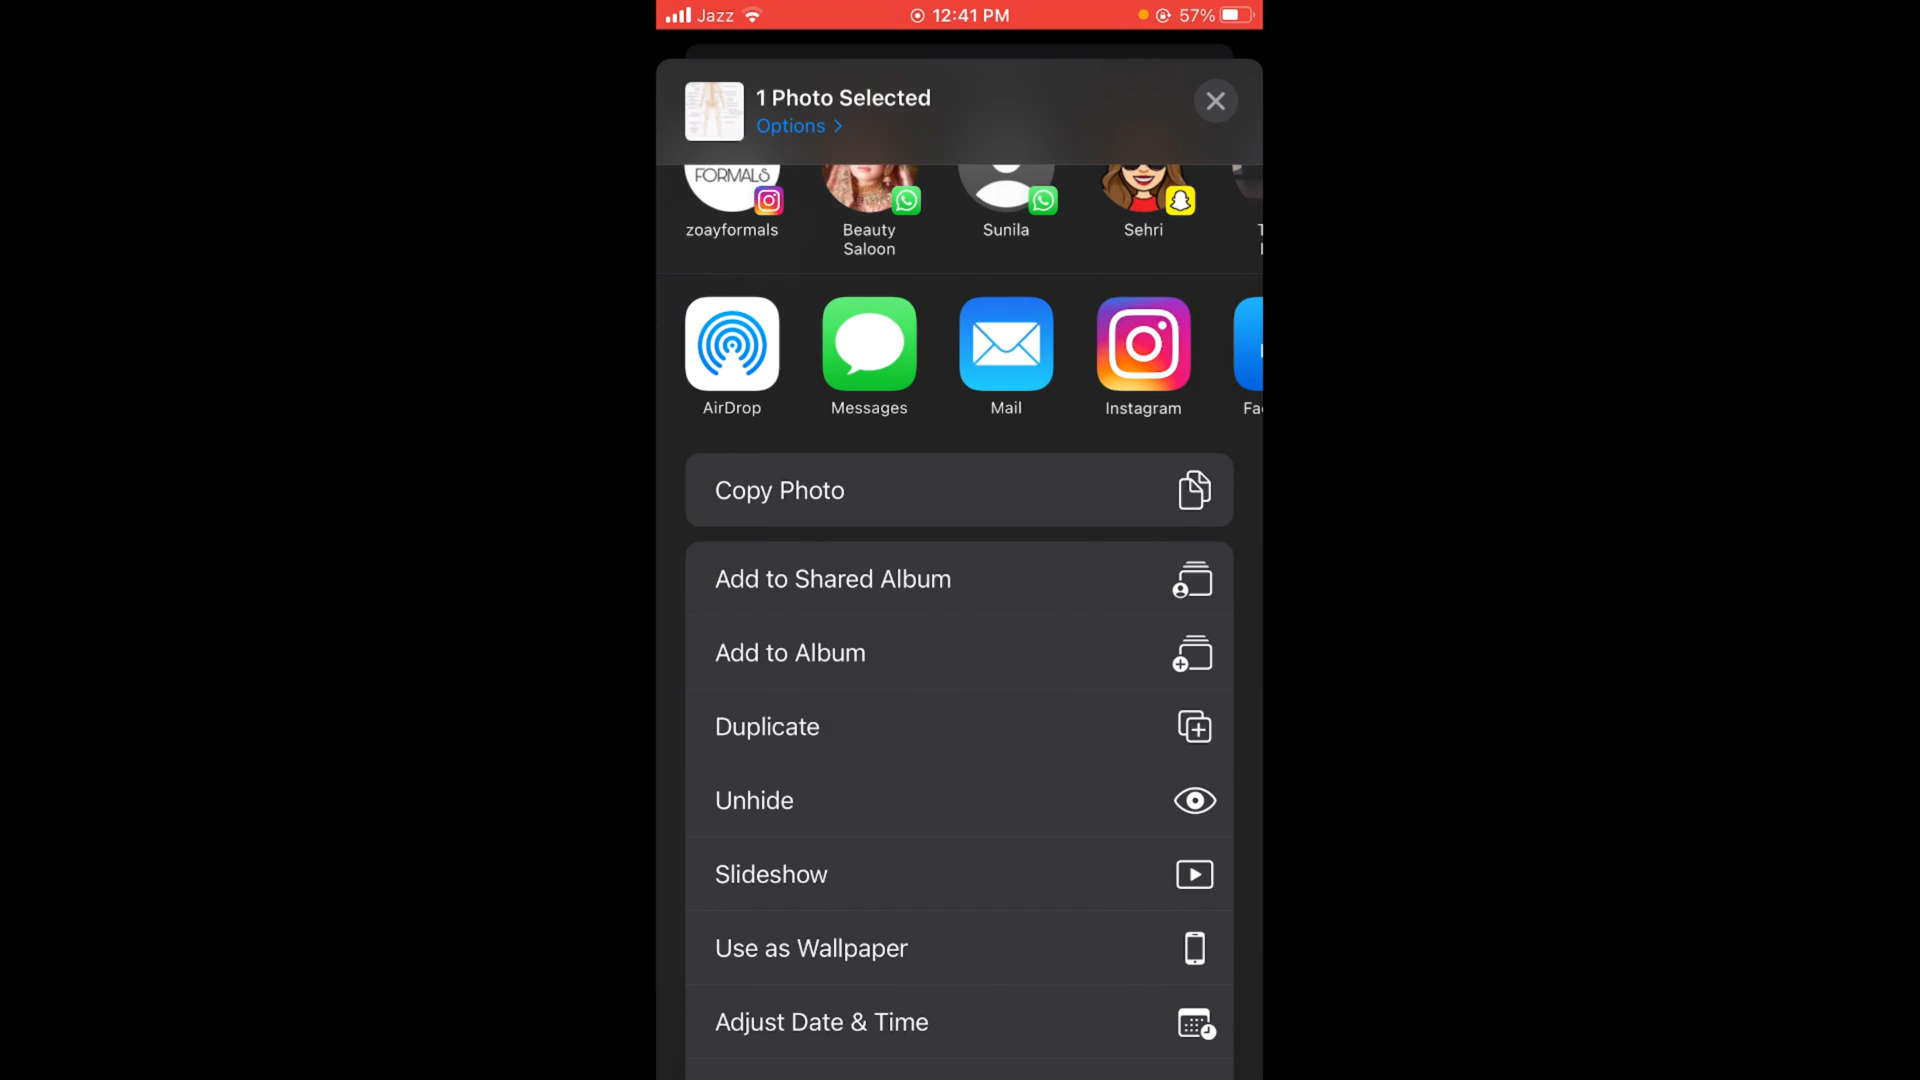 Jazz 12:41 PM 57%
1 Photo Selected
Options
FORMALS
zoayformals Beauty Saloon Sunila Sehri
AirDrop Messages Mail Instagram Fa
Copy Photo
Add to Shared Album
Add to Album
Duplicate
Unhide
Slideshow
Use as Wallpaper
Adjust Date & Time